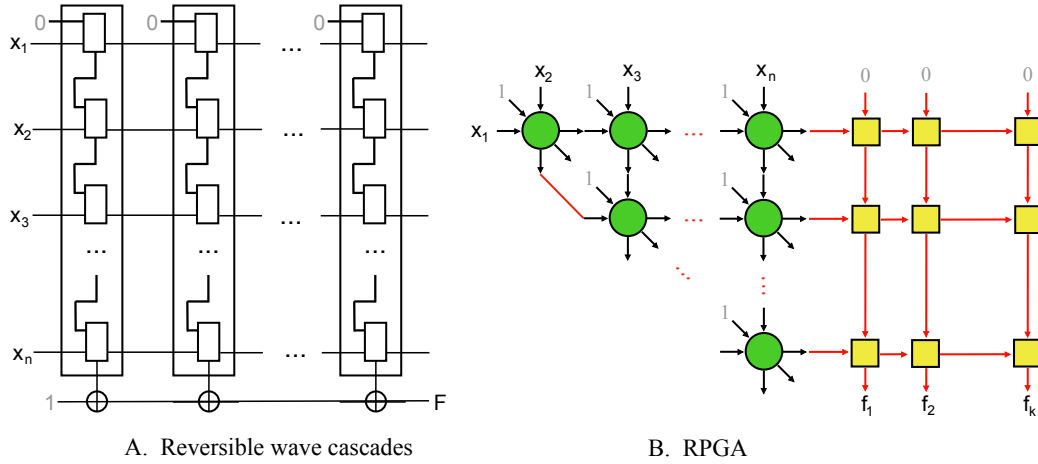 0 0 0
x1 ...
x2 ...
x3 ...
... ... ...
xn ...
1 F
A. Reversible wave cascades
x2 x3 xn 0 0 0
1 1 1
x1 ...
1 1
...
... ...
1
f1 f2 fk
B. RPGA